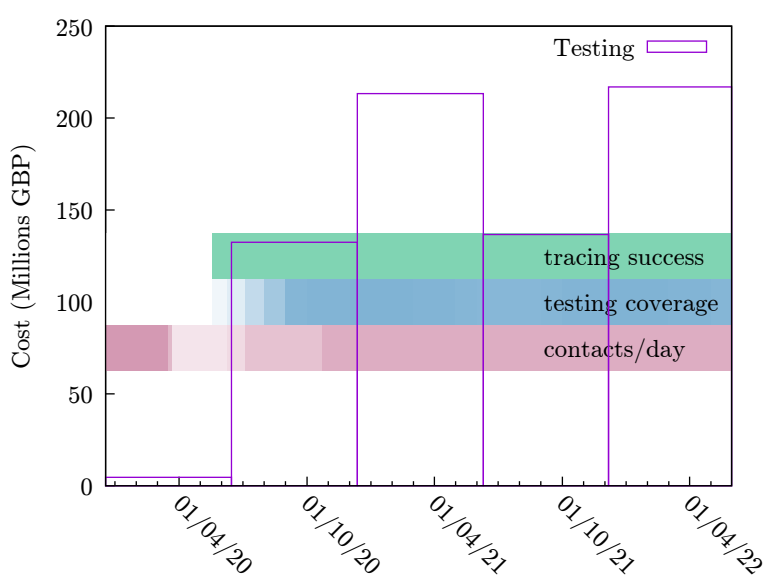 250
Testing
200
150
tracing success
100
testing coverage
contacts/day
50
0
Cost (Millions GBP)
01/04/20
01/10/20
01/04/21
01/10/21
01/04/22